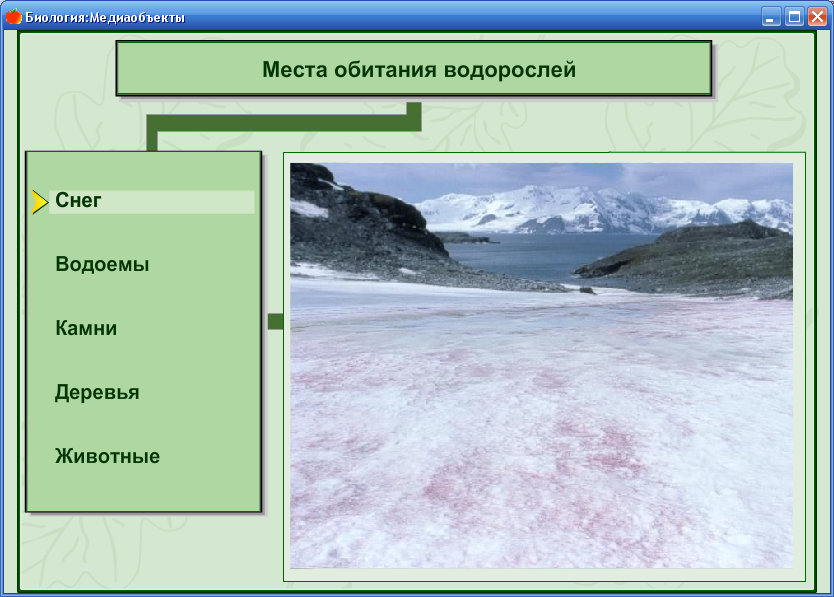 Биология:Медиаобъекты
Места обитания водорослей
Снег
Водоемы
Камни
Деревья
Животные